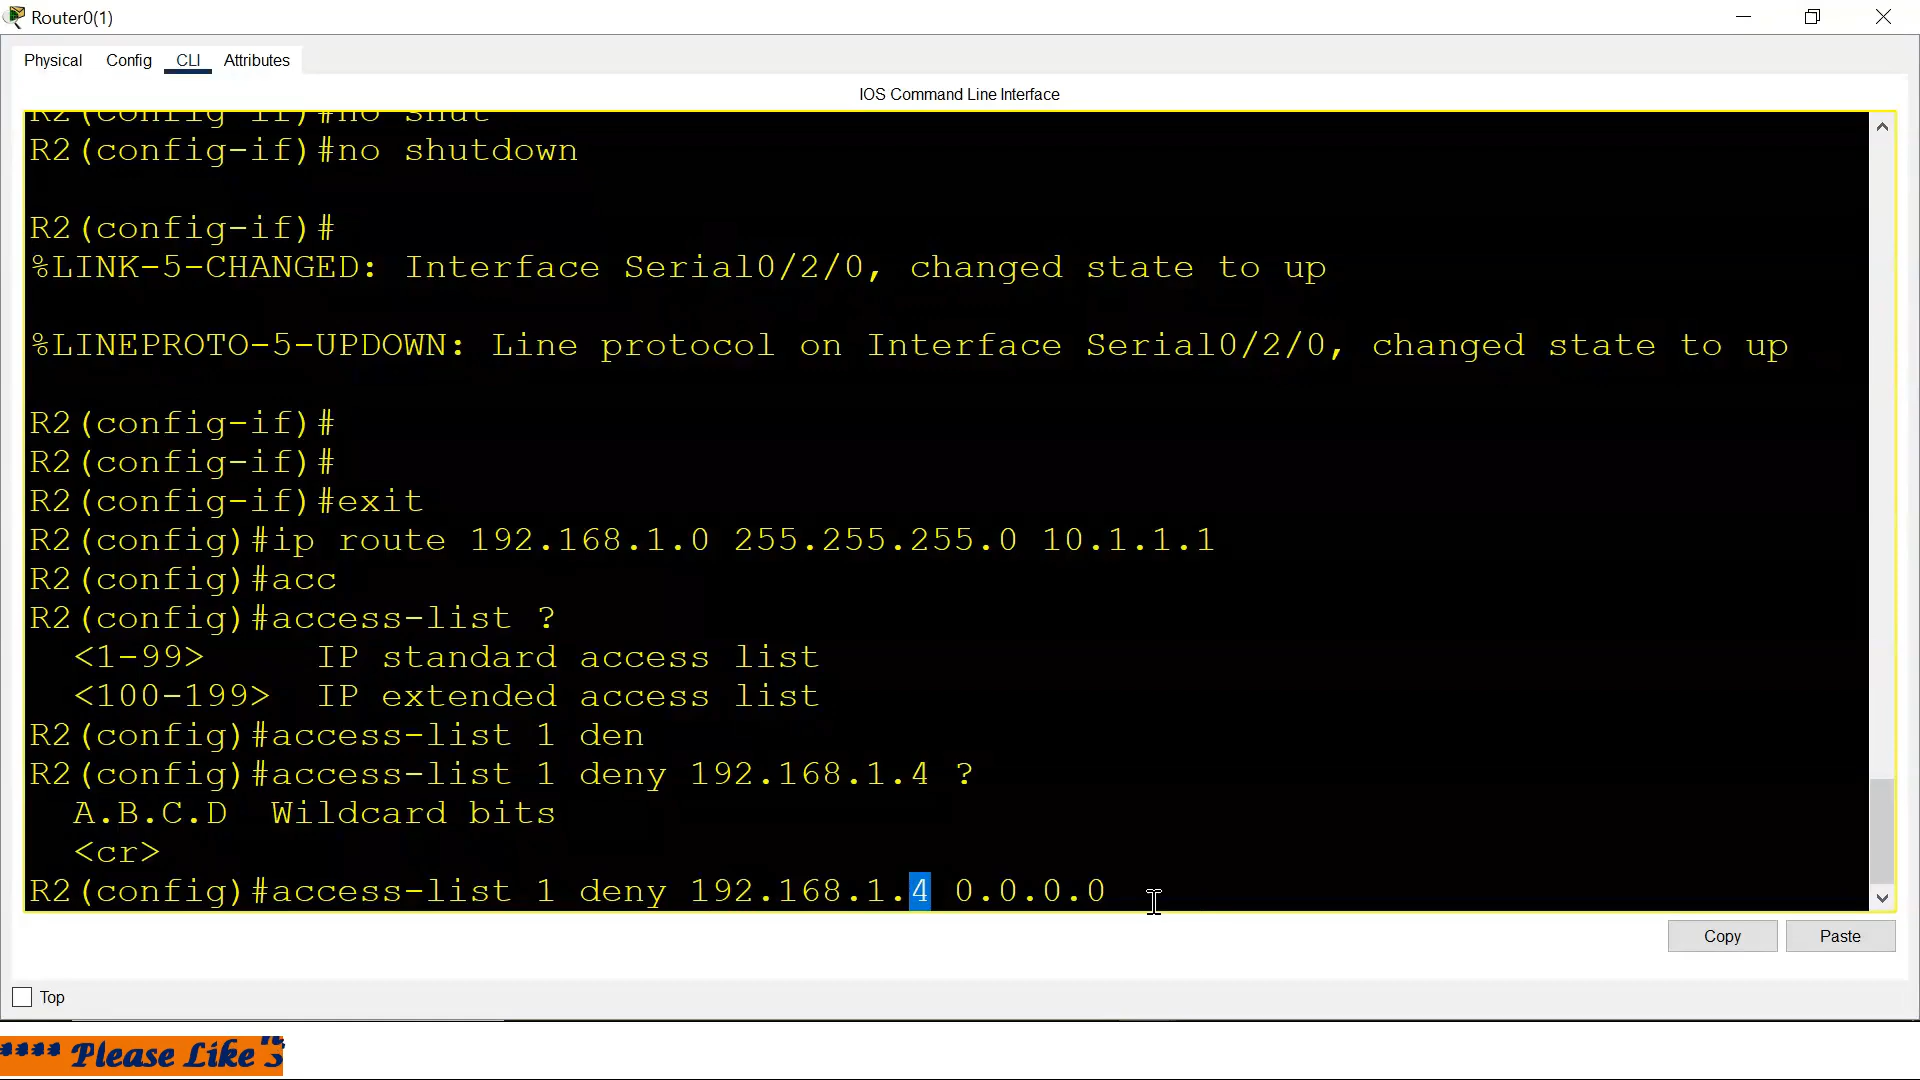 Router0(1)
Physical Config CLI Attributes
IOS Command Line Interface
R2(config-if)#no shut
R2(config-if)#no shutdown
R2(config-if)#
%LINK-5-CHANGED: Interface Serial0/2/0, changed state to up
%LINEPROTO-5-UPDOWN: Line protocol on Interface Serial0/2/0, changed state to up
R2(config-if)#
R2(config-if)#
R2(config-if)#exit
R2(config)#ip route 192.168.1.0 255.255.255.0 10.1.1.1
R2(config)#acc
R2(config)#access-list ?
<1-99> IP standard access list
<100-199> IP extended access list
R2(config)#access-list 1 den
R2(config)#access-list 1 deny 192.168.1.4 ?
A.B.C.D Wildcard bits
<cr>
R2(config)#access-list 1 deny 192.168.1.4 0.0.0.0
Copy Paste
Top
**** Please Like